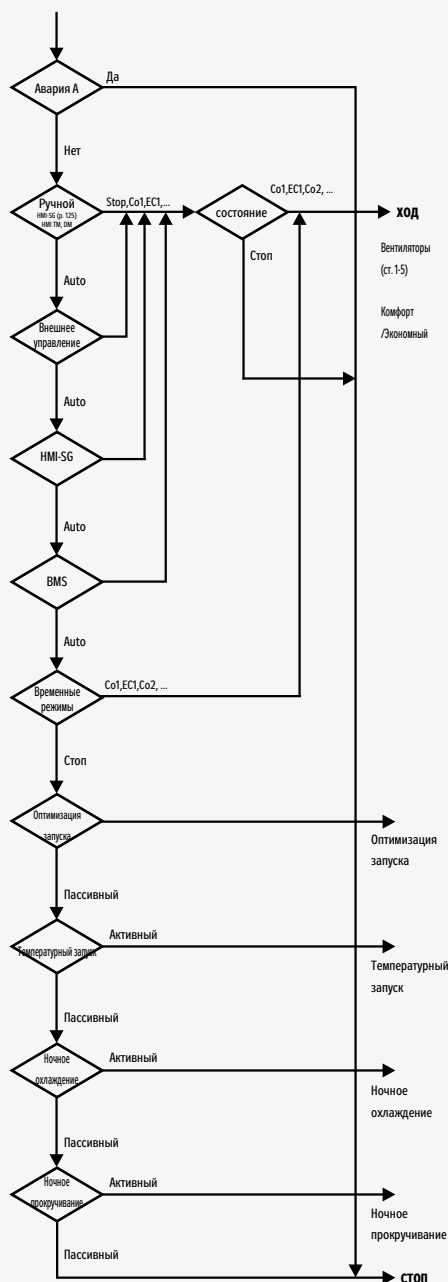 Да
Авария A
Нет
Ручной
HMI-SG (p. 125)
HMI TM, DM
Stop,Co1,EC1,...
состояние
Co1,EC1,Co2, ...
ХОД
Вентиляторы
(ст. 1-5)
Комфорт
/Экономный
Стоп
Auto
Внешнее
управление
Auto
HMI-SG
Auto
BMS
Auto
Временные
режимы
Co1,EC1,Co2, ...
Стоп
Оптимизация
запуска
Оптимизация
запуска
Пассивный
Температурный запуск
Активный
Температурный
запуск
Пассивный
Ночное
охлаждение
Активный
Ночное
охлаждение
Пассивный
Ночное
прокручивание
Активный
Ночное
прокручивание
Пассивный
СТОП